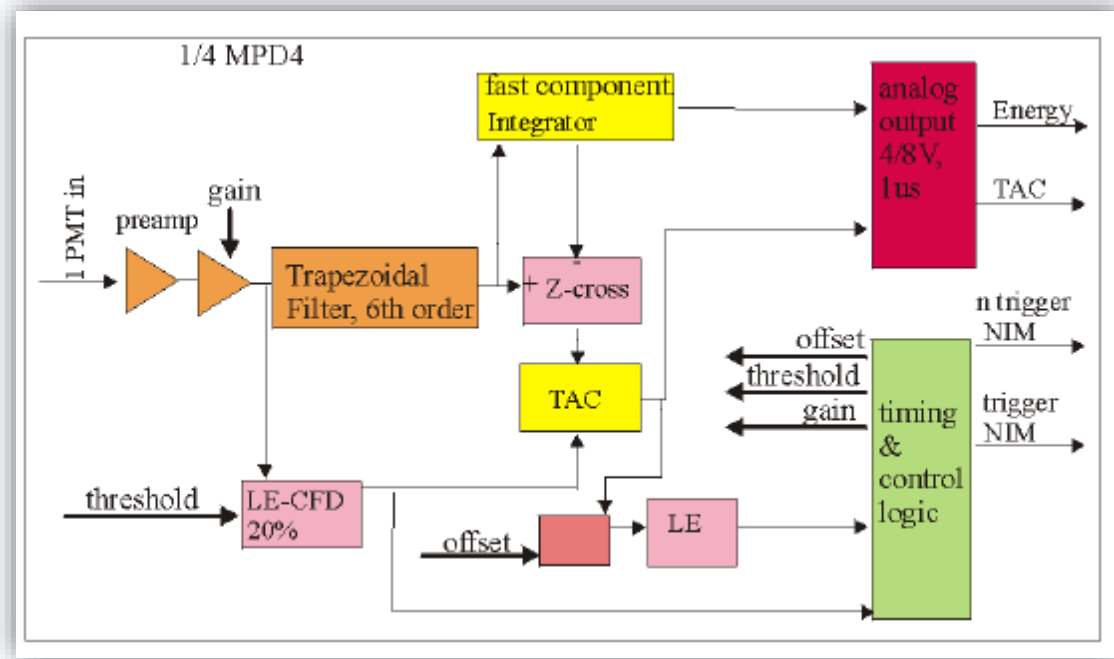 1/4 MPD4
fast component.
Integrator
analog
output
4/8V,
1us
Energy
TAC
1 PMT in
preamp
gain
Trapezoidal
Filter, 6th order
+
-
Z-cross
TAC
n trigger
NIM
trigger
NIM
offset
threshold
gain
timing
&
control
logic
threshold
LE-CFD
20%
offset
LE